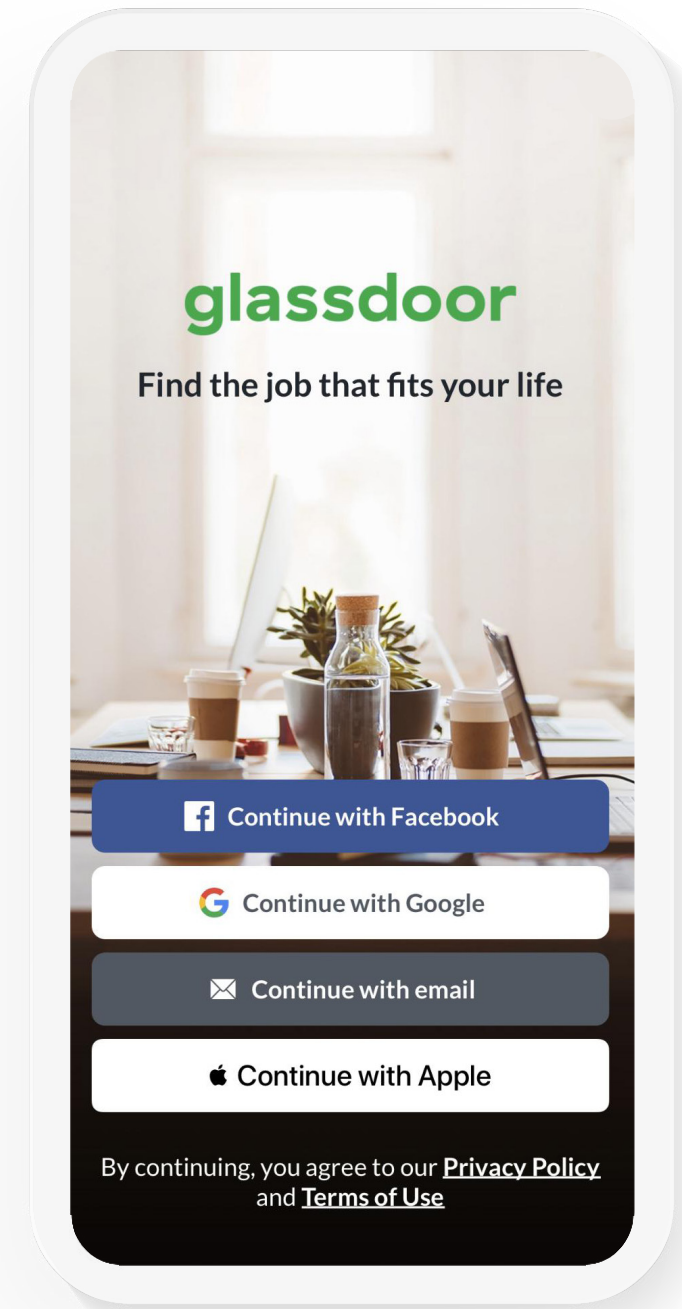 glassdoor
Find the job that fits your life
Continue with Facebook
Continue with Google
Continue with email
Continue with Apple
By continuing, you agree to our Privacy Policy
and Terms of Use